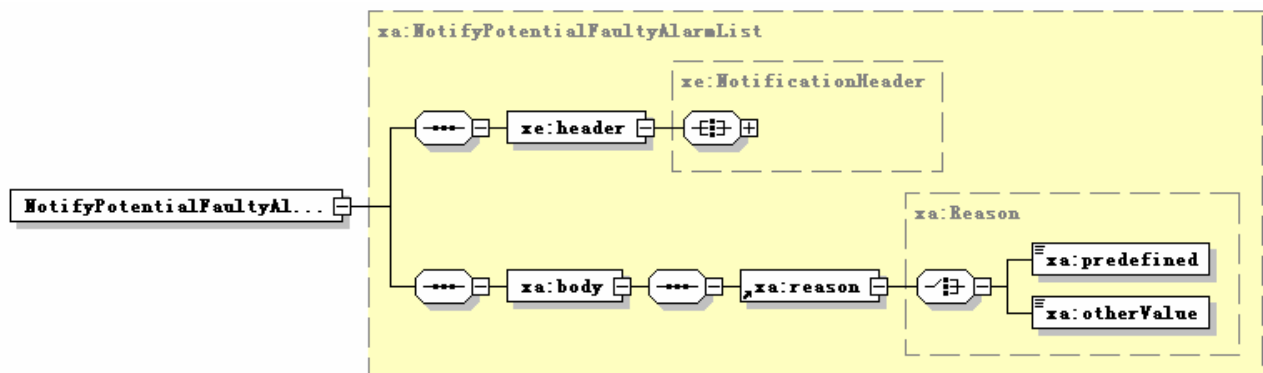 xa:NotifyPotentialFaultyAlarmList
xe:NotificationHeader
xe:header
NotifyPotentialFaultyAl...
xa:Reason
xa:predefined
xa:body
xa:reason
xa:otherValue